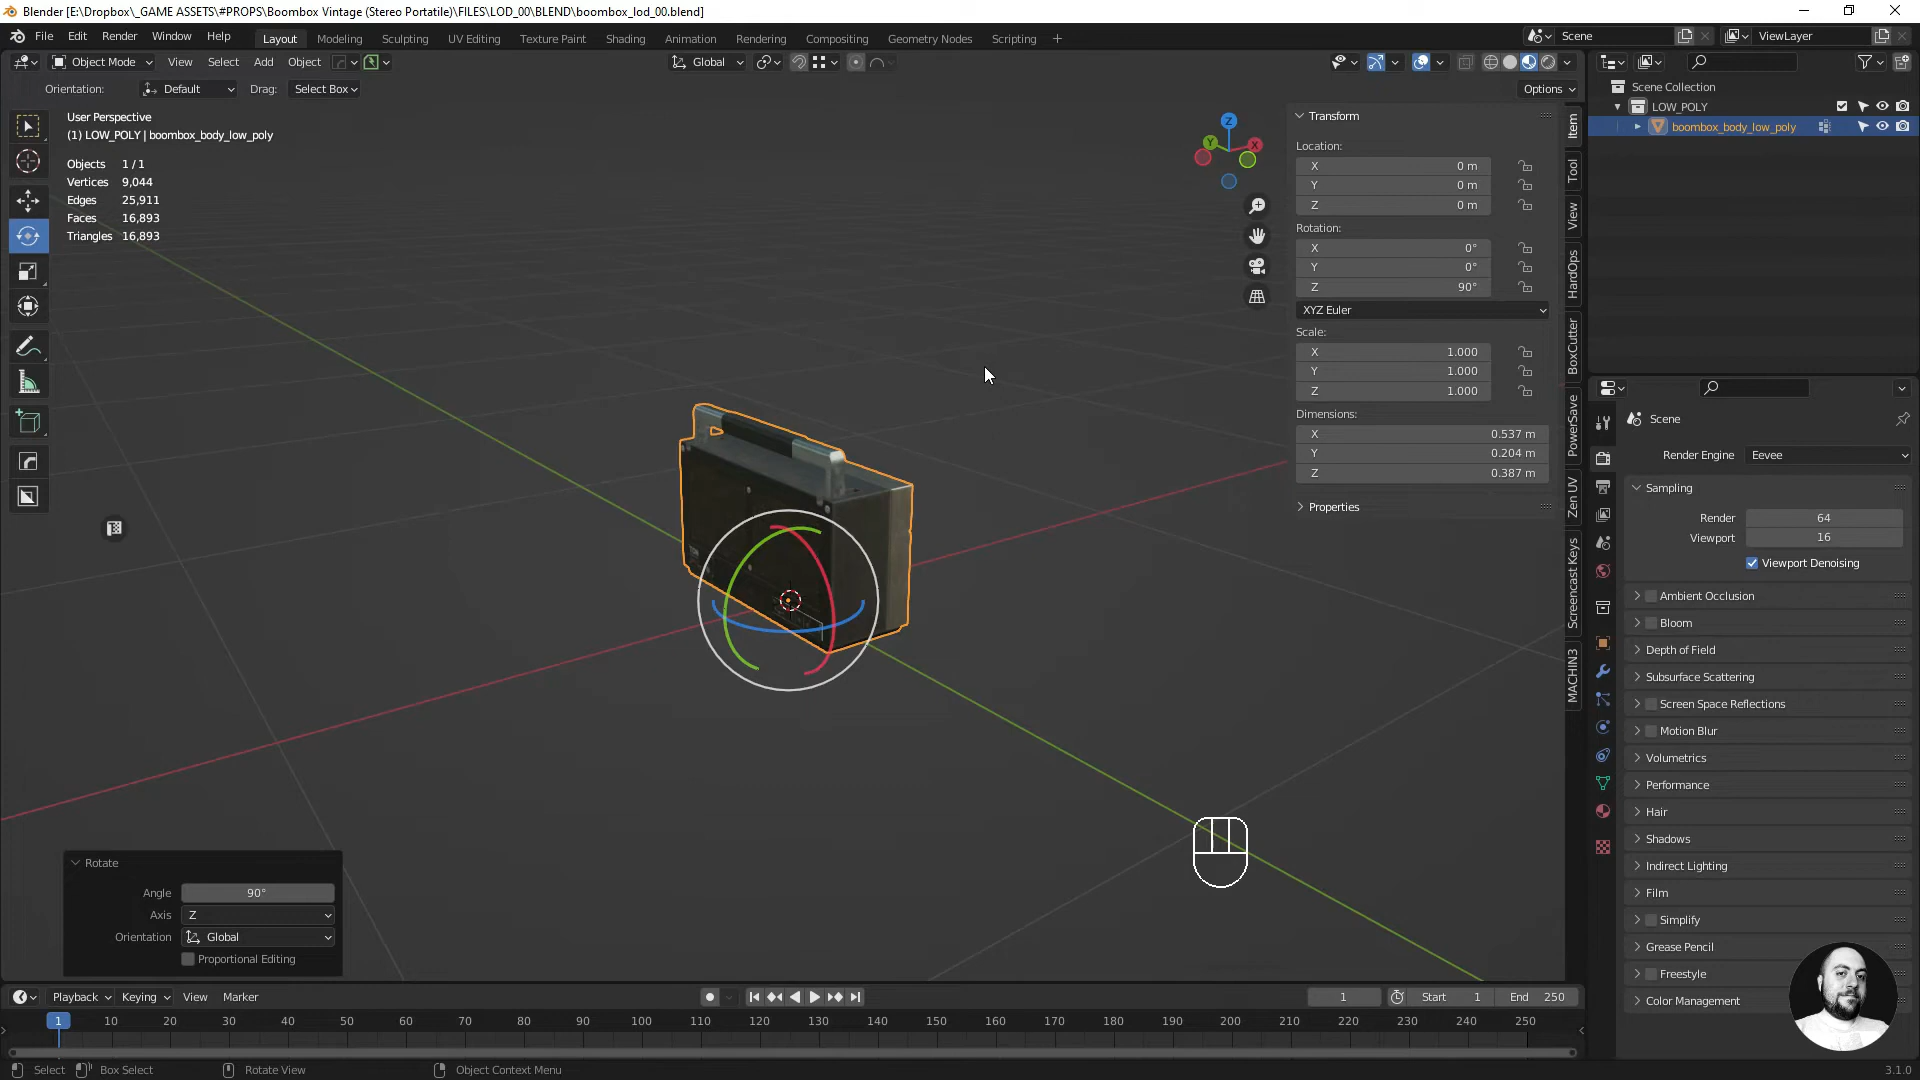 Blender [E:\Dropbox\_GAME ASSETS\#PROPS\Boombox Vintage (Stereo Portatile)\FILES\LOD_00\BLEND\boombox_lod_00.blend]
File Edit Render Window Help Layout Modeling Sculpting UV Editing Texture Paint Shading Animation Rendering Compositing Geometry Nodes Scripting + Scene ViewLayer
Object Mode View Select Add Object Global
Orientation: Default Drag: Select Box Options
User Perspective
(1) LOW_POLY | boombox_body_low_poly
Objects 1 / 1
Vertices 9,044
Edges 25,911
Faces 16,893
Triangles 16,893
Z
Y
X
Transform
Location:
X 0 m
Y 0 m
Z 0 m
Rotation:
X 0°
Y 0°
Z 90°
XYZ Euler
Scale:
X 1.000
Y 1.000
Z 1.000
Dimensions:
X 0.537 m
Y 0.204 m
Z 0.387 m
Properties
Item
Tool
View
HardOps
BoxCutter
PowerSave
Zen UV
Screencast Keys
MACHIN3
Scene Collection
LOW_POLY
boombox_body_low_poly
Scene
Render Engine Eevee
Sampling
Render 64
Viewport 16
Viewport Denoising
Ambient Occlusion
Bloom
Depth of Field
Subsurface Scattering
Screen Space Reflections
Motion Blur
Volumetrics
Performance
Hair
Shadows
Indirect Lighting
Film
Simplify
Grease Pencil
Freestyle
Color Management
Rotate
Angle 90°
Axis Z
Orientation Global
Proportional Editing
Playback Keying View Marker 1 Start 1 End 250
1 10 20 30 40 50 60 70 80 90 100 110 120 130 140 150 160 170 180 190 200 210 220 230 240 250
Select Box Select Rotate View Object Context Menu 3.1.0